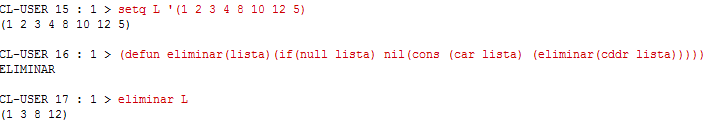 CL-USER 15 : 1 > setq L '(1 2 3 4 8 10 12 5)
(1 2 3 4 8 10 12 5)
CL-USER 16 : 1 > (defun eliminar(lista)(if(null lista) nil(cons (car lista) (eliminar(cddr lista)))))
ELIMINAR
CL-USER 17 : 1 > eliminar L
(1 3 8 12)